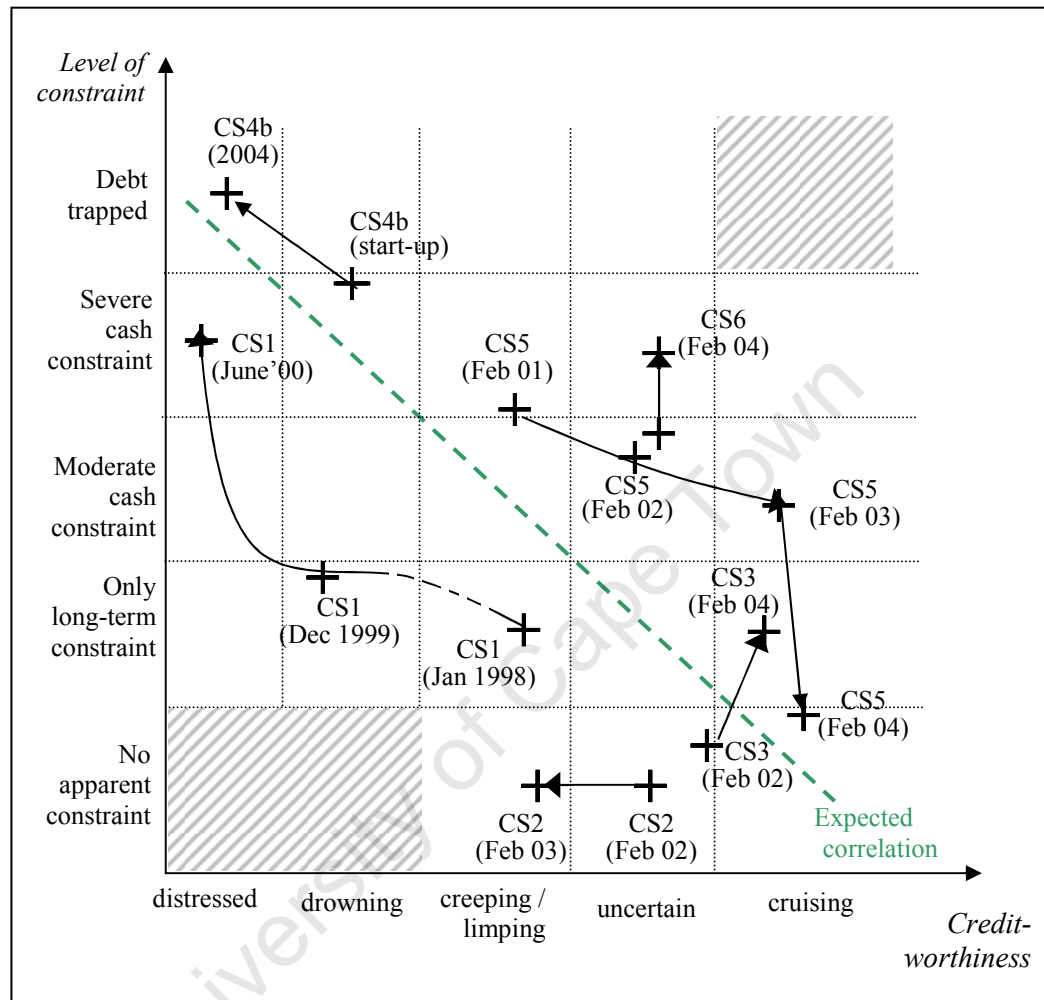 Level of
constraint
CS4b
(2004)
Debt
trapped
CS4b
(start-up)
Severe
cash
constraint
CS1
(June’00)
CS5
(Feb 01)
CS6
(Feb 04)
Moderate
cash
constraint
CS5
(Feb 02)
CS5
(Feb 03)
Only
long-term
constraint
CS1
(Dec 1999)
CS1
(Jan 1998)
CS3
(Feb 04)
CS5
(Feb 04)
No
apparent
constraint
CS2
(Feb 03)
CS2
(Feb 02)
CS3
(Feb 02)
Expected
correlation
distressed
drowning
creeping /
limping
uncertain
cruising
Credit-
worthiness
iversity of Cape Town